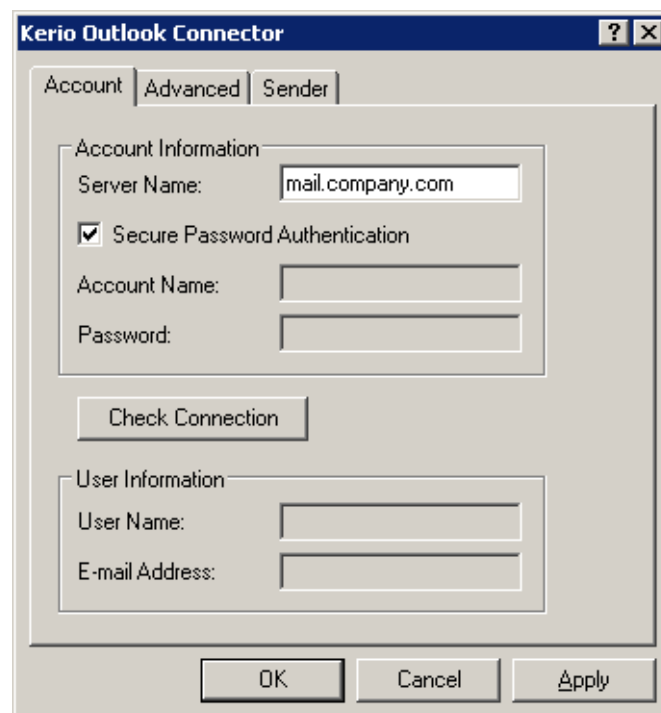 Kerio Outlook Connector
Account Advanced Sender
Account Information
Server Name: mail.company.com
Secure Password Authentication
Account Name:
Password:
Check Connection
User Information
User Name:
E-mail Address:
OK Cancel Apply